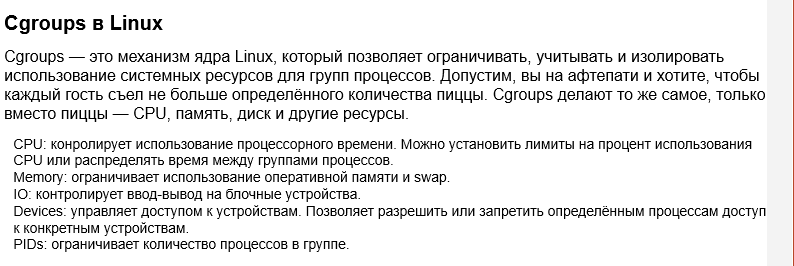 Cgroups в Linux
Cgroups — это механизм ядра Linux, который позволяет ограничивать, учитывать и изолировать
использование системных ресурсов для групп процессов. Допустим, вы на афтепати и хотите, чтобы
каждый гость съел не больше определённого количества пиццы. Cgroups делают то же самое, только
вместо пиццы — CPU, память, диск и другие ресурсы.
CPU: конролирует использование процессорного времени. Можно установить лимиты на процент использования
CPU или распределять время между группами процессов.
Memory: ограничивает использование оперативной памяти и swap.
IO: контролирует ввод-вывод на блочные устройства.
Devices: управляет доступом к устройствам. Позволяет разрешить или запретить определённым процессам доступ
к конкретным устройствам.
PIDs: ограничивает количество процессов в группе.